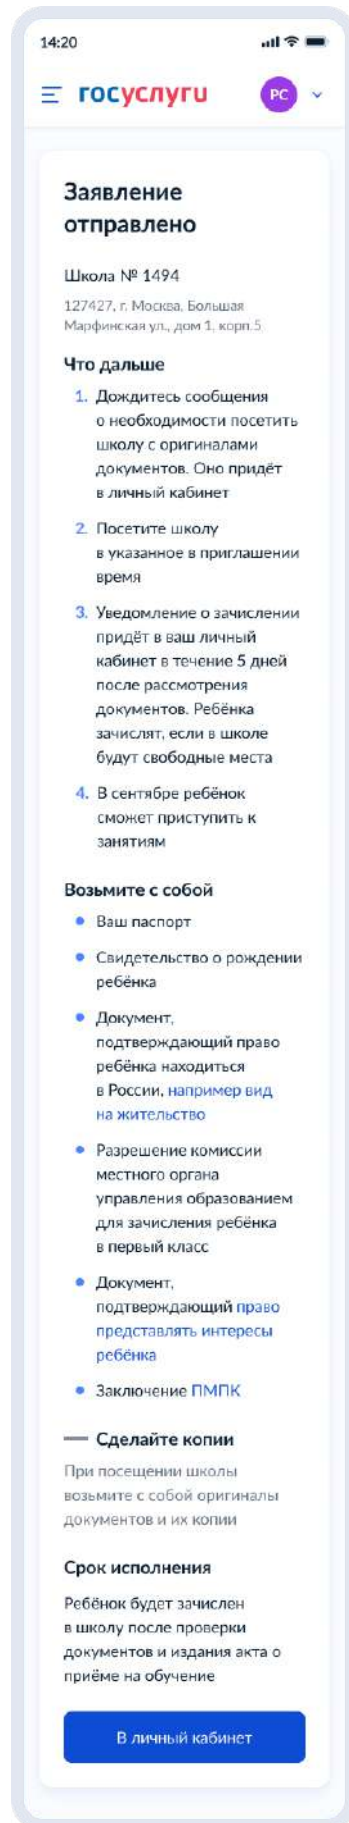 14:20
госуслуги
РС
Заявление
отправлено
Школа № 1494
127427, г. Москва, Большая
Марфинская ул., дом 1, корп.5
Что дальше
1. Дождитесь сообщения
о необходимости посетить
школу с оригиналами
документов. Оно придёт
в личный кабинет
2. Посетите школу
в указанное в приглашении
время
3. Уведомление о зачислении
придёт в ваш личный
кабинет в течение 5 дней
после рассмотрения
документов. Ребёнка
зачислят, если в школе
будут свободные места
4. В сентябре ребёнок
сможет приступить к
занятиям
Возьмите с собой
• Ваш паспорт
• Свидетельство о рождении
ребёнка
• Документ,
подтверждающий право
ребёнка находиться
в России, например вид
на жительство
• Разрешение комиссии
местного органа
управления образованием
для зачисления ребёнка
в первый класс
• Документ,
подтверждающий право
представлять интересы
ребёнка
• Заключение ПМПК
— Сделайте копии
При посещении школы
возьмите с собой оригиналы
документов и их копии
Срок исполнения
Ребёнок будет зачислен
в школу после проверки
документов и издания акта о
приёме на обучение
В личный кабинет